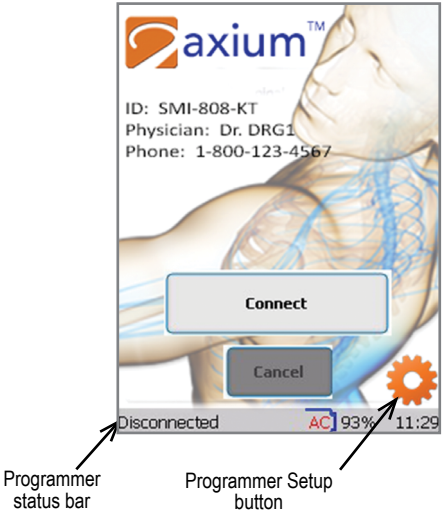 axium™
ID: SMI-808-KT
Physician: Dr. DRG1
Phone: 1-800-123-4567
Connect
Cancel
Disconnected AC 93% 11:29
Programmer
status bar
Programmer Setup
button